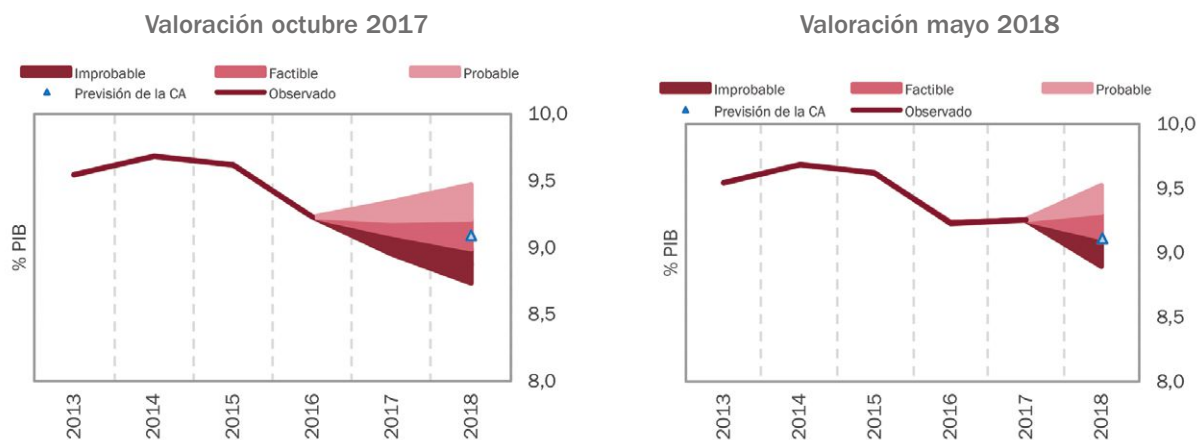 Valoración octubre 2017
Improbable Factible Probable
Previsión de la CA Observado
10,0
9,5
9,0
8,5
8,0
% PIB
2013 2014 2015 2016 2017 2018
Valoración mayo 2018
Improbable Factible Probable
Previsión de la CA Observado
10,0
9,5
9,0
8,5
8,0
% PIB
2013 2014 2015 2016 2017 2018